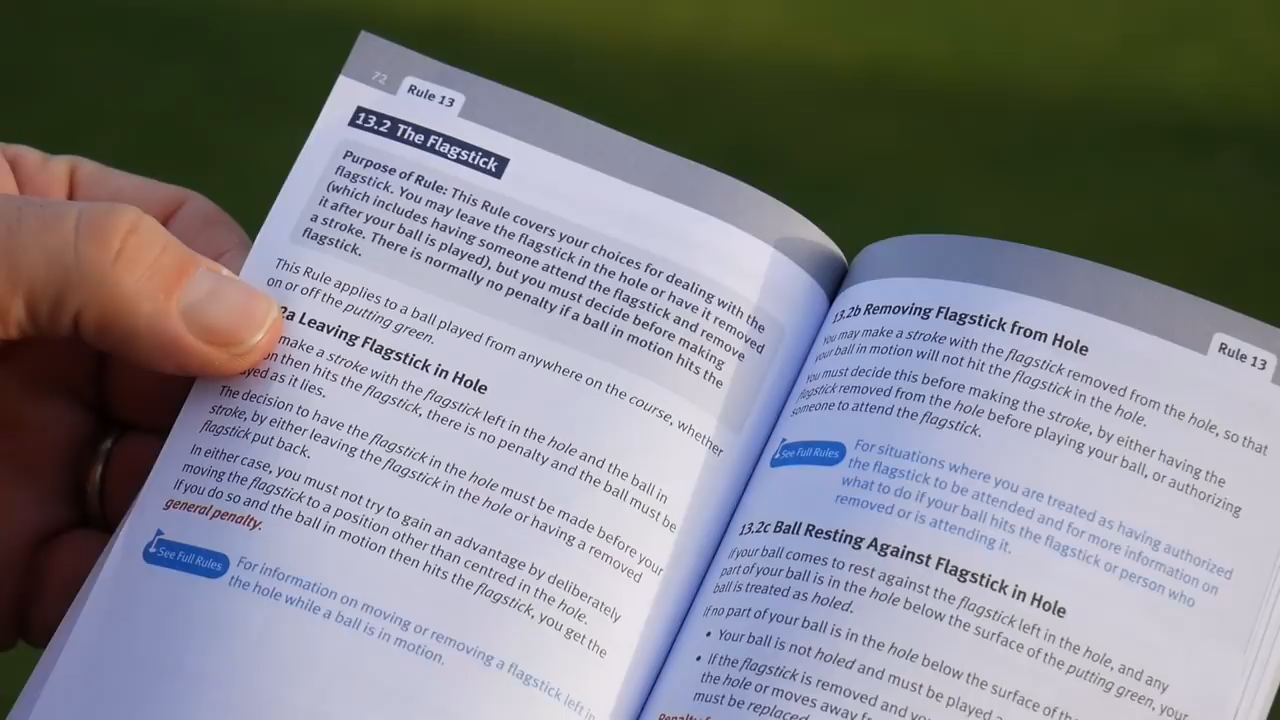 72
Rule 13
13.2 The Flagstick
Purpose of Rule: This Rule covers your choices for dealing with the
flagstick. You may leave the flagstick in the hole or have it removed
(which includes having someone attend the flagstick and remove
it after your ball is played), but you must decide before making
a stroke. There is normally no penalty if a ball in motion hits the
flagstick.
This Rule applies to a ball played from anywhere on the course, whether
on or off the putting green.
2a Leaving Flagstick in Hole
make a stroke with the flagstick left in the hole and the ball in
then hits the flagstick, there is no penalty and the ball must be
as it lies.
The decision to have the flagstick in the hole must be made before your
stroke, by either leaving the flagstick in the hole or having a removed
flagstick put back.
In either case, you must not try to gain an advantage by deliberately
moving the flagstick to a position other than centred in the hole.
If you do so and the ball in motion then hits the flagstick, you get the
general penalty.
See Full Rules
For information on moving or removing a flagstick left in
the hole while a ball is in motion.
Rule 13
13.2b Removing Flagstick from Hole
You may make a stroke with the flagstick removed from the hole, so that
your ball in motion will not hit the flagstick in the hole.
You must decide this before making the stroke, by either having the
flagstick removed from the hole before playing your ball, or authorizing
someone to attend the flagstick.
See Full Rules
For situations where you are treated as having authorized
the flagstick to be attended and for more information on
what to do if your ball hits the flagstick or person who
removed or is attending it.
13.2c Ball Resting Against Flagstick in Hole
If your ball comes to rest against the flagstick left in the hole, and any
part of your ball is in the hole below the surface of the putting green, your
ball is treated as holed.
If no part of your ball is in the hole below the surface of the
• Your ball is not holed and must be played a
• If the flagstick is removed and you
the hole or moves away
must be replaced